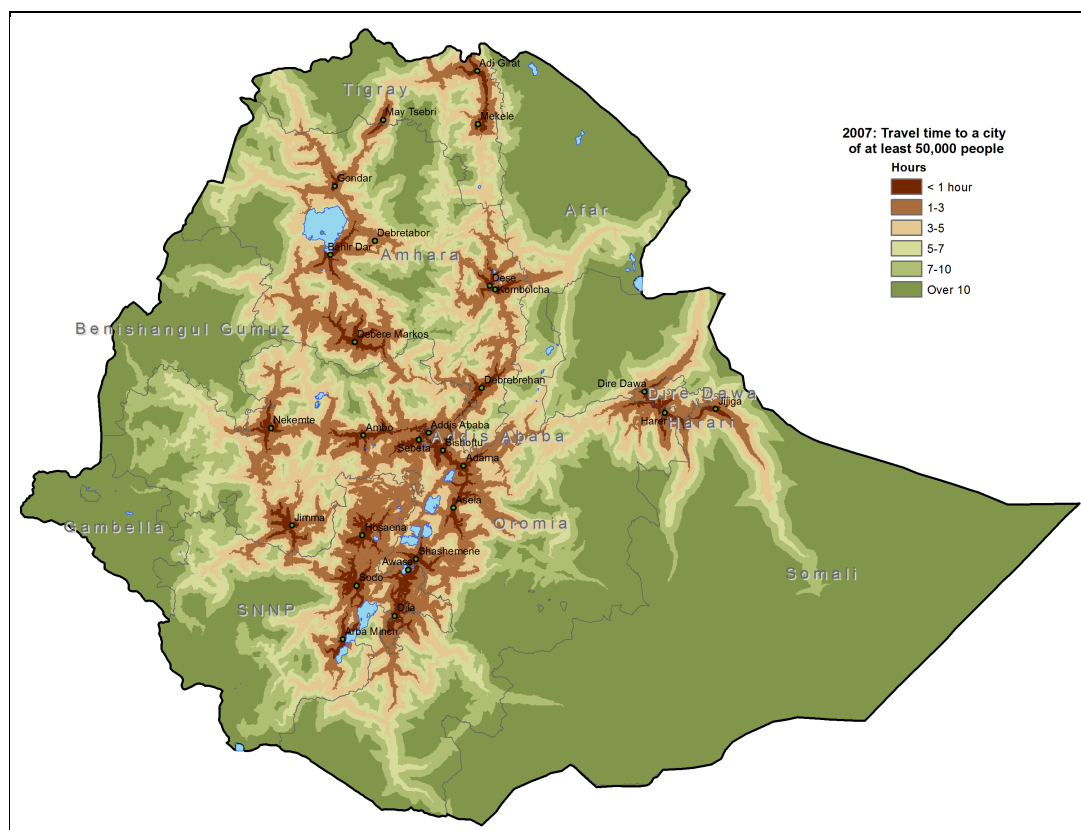 Adi Girat
Tigray
May Tsebri
Mekele
2007: Travel time to a city
of at least 50,000 people
Hours
< 1 hour
1-3
3-5
5-7
7-10
Over 10
Gondar
Afar
Debretabor
Bahir Dar
Amhara
Dese
Kombolcha
Benishangul Gumuz
Debere Markos
Debrebrehan
Dire Dawa
Dire Dawa
Jijiga
Harer
Harari
Nekemte
Ambo
Addis Ababa
Addis Ababa
Sebeta
Bishoftu
Adama
Asela
Oromia
Gambella
Jimma
Hosaena
Shashemene
Awasa
Somali
Sodo
SNNP
Dila
Arba Minch